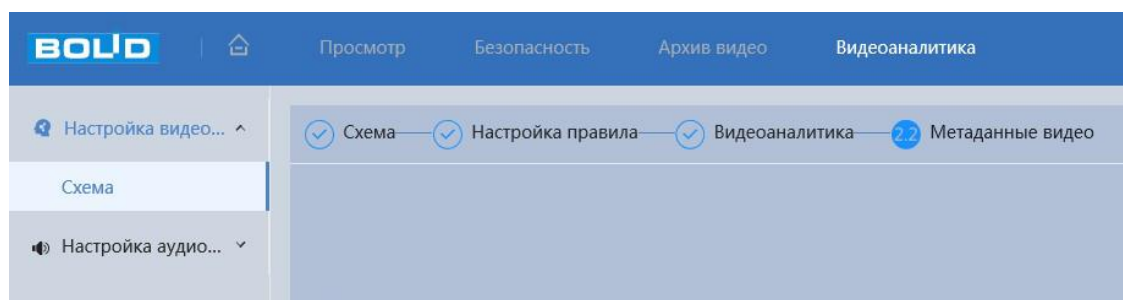 BOLID Просмотр Безопасность Архив видео Видеоаналитика
Настройка видео... Схема Настройка правила Видеоаналитика 2.2 Метаданные видео
Схема
Настройка аудио...